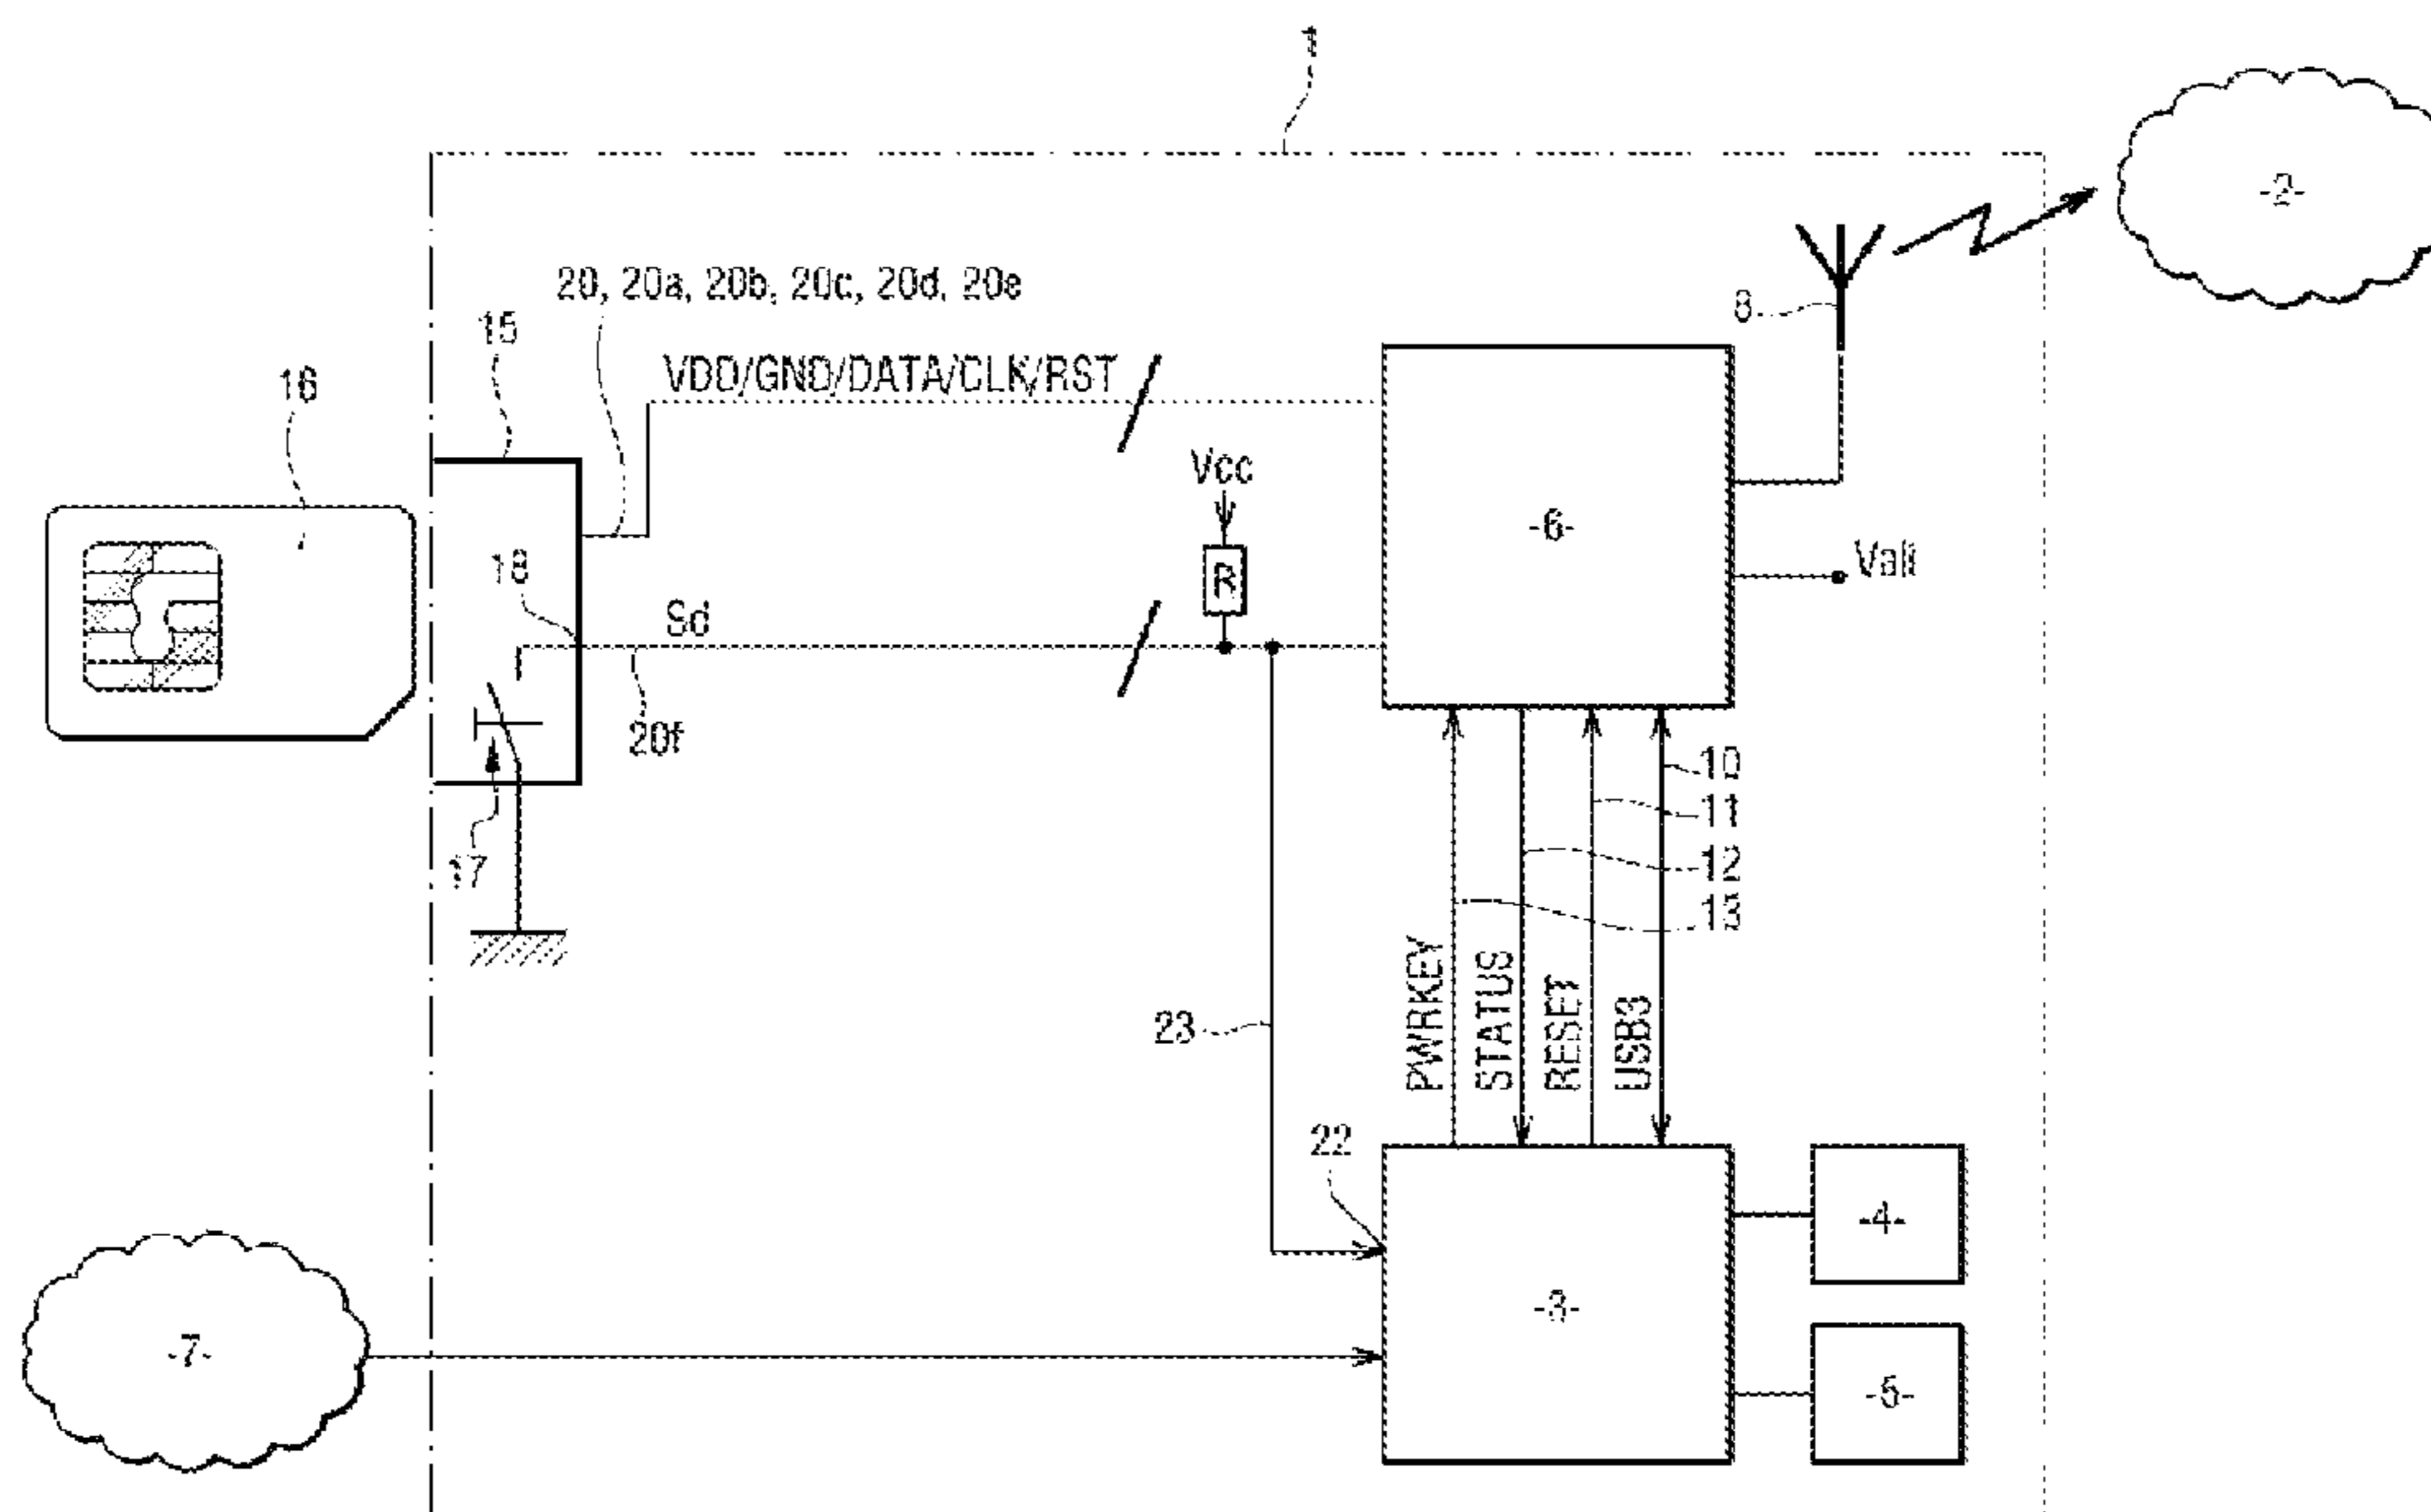 1
-2-
20, 20a, 20b, 20c, 20d, 20e
8
15
VDD/GND/DATA/CLK/RST
16
Vcc
-6-
18
R
Valt
Sd
20f
10
11
17
12
13
PWRKEY
STATUS
RESET
USB3
23
22
-4-
-3-
-7-
-5-